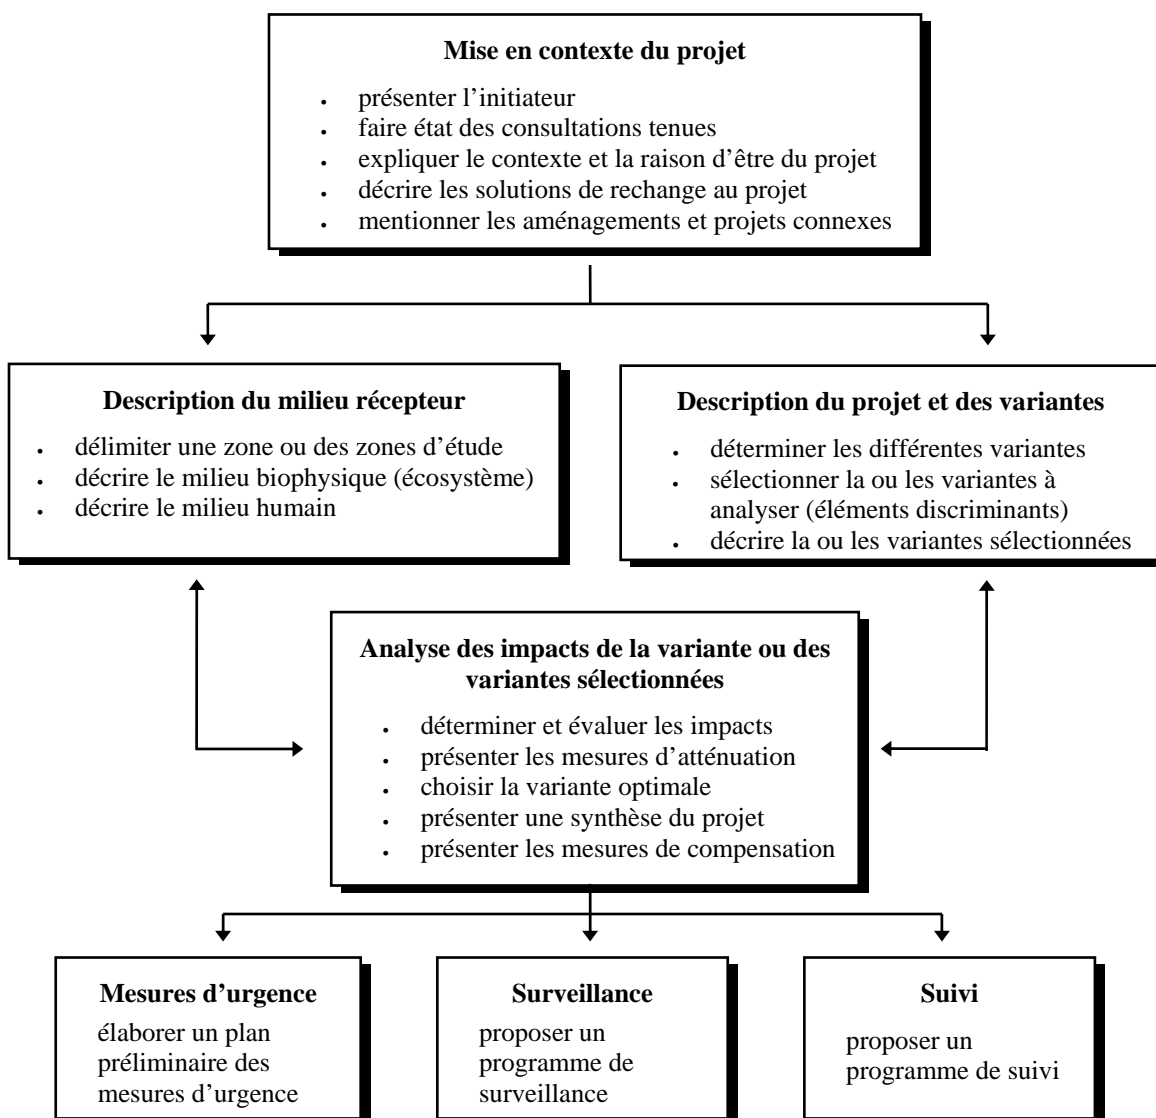 Mise en contexte du projet
• présenter l’initiateur
• faire état des consultations tenues
• expliquer le contexte et la raison d’être du projet
• décrire les solutions de rechange au projet
• mentionner les aménagements et projets connexes
Description du milieu récepteur
• délimiter une zone ou des zones d’étude
• décrire le milieu biophysique (écosystème)
• décrire le milieu humain
Description du projet et des variantes
• déterminer les différentes variantes
• sélectionner la ou les variantes à
analyser (éléments discriminants)
• décrire la ou les variantes sélectionnées
Analyse des impacts de la variante ou des
variantes sélectionnées
• déterminer et évaluer les impacts
• présenter les mesures d’atténuation
• choisir la variante optimale
• présenter une synthèse du projet
• présenter les mesures de compensation
Mesures d’urgence
élaborer un plan
préliminaire des
mesures d’urgence
Surveillance
proposer un
programme de
surveillance
Suivi
proposer un
programme de suivi